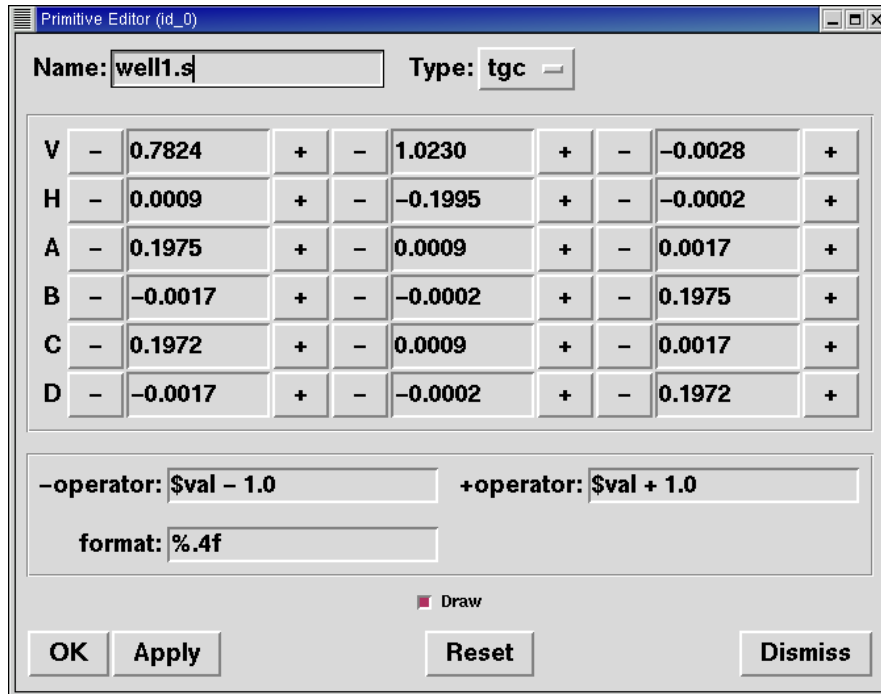 Primitive Editor (id_0)
Name: well1.s Type: tgc
V − 0.7824 + − 1.0230 + − −0.0028 +
H − 0.0009 + − −0.1995 + − −0.0002 +
A − 0.1975 + − 0.0009 + − 0.0017 +
B − −0.0017 + − −0.0002 + − 0.1975 +
C − 0.1972 + − 0.0009 + − 0.0017 +
D − −0.0017 + − −0.0002 + − 0.1972 +
−operator: $val − 1.0 +operator: $val + 1.0
format: %.4f
Draw
OK Apply Reset Dismiss